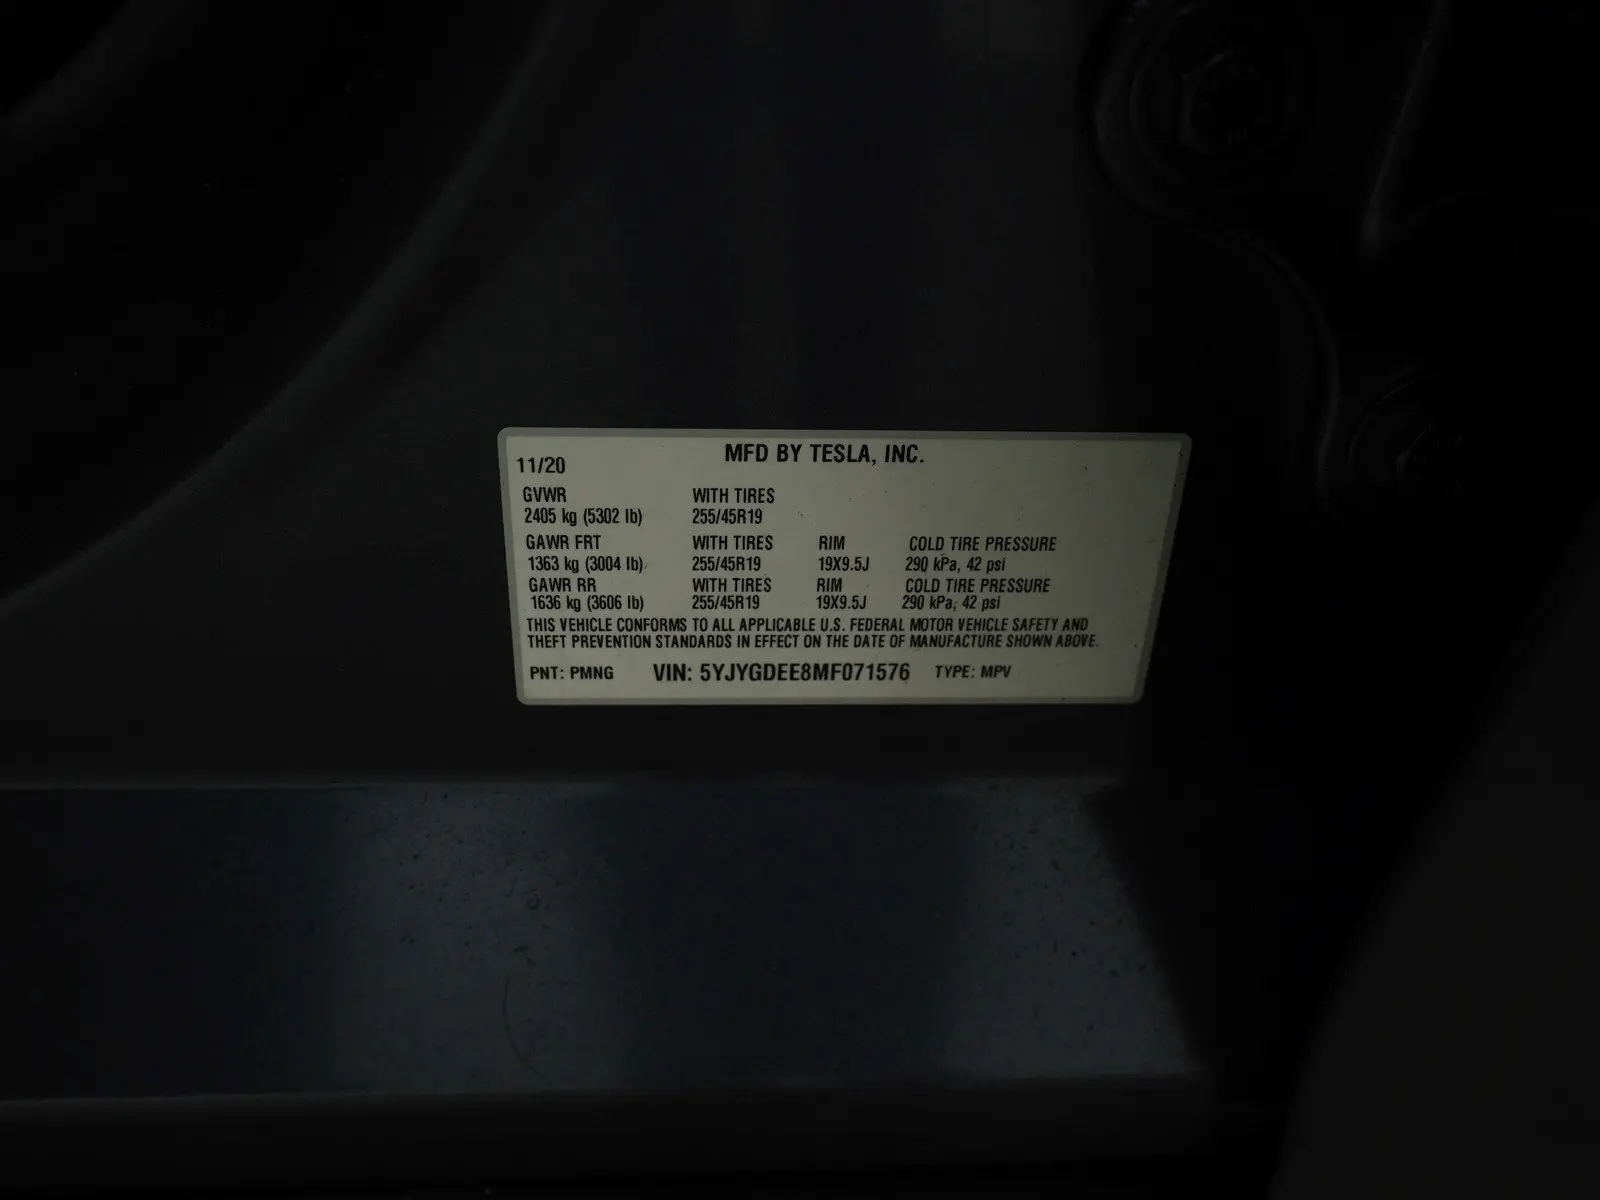 MFD BY TESLA, INC.
11/20
GVWR WITH TIRES
2405 kg (5302 lb) 255/45R19
GAWR FRT WITH TIRES RIM COLD TIRE PRESSURE
1363 kg (3004 lb) 255/45R19 19X9.5J 290 kPa, 42 psi
GAWR RR WITH TIRES RIM COLD TIRE PRESSURE
1636 kg (3606 lb) 255/45R19 19X9.5J 290 kPa, 42 psi
THIS VEHICLE CONFORMS TO ALL APPLICABLE U.S. FEDERAL MOTOR VEHICLE SAFETY AND
THEFT PREVENTION STANDARDS IN EFFECT ON THE DATE OF MANUFACTURE SHOWN ABOVE.
PNT: PMNG VIN: 5YJYGDEE8MF071576 TYPE: MPV